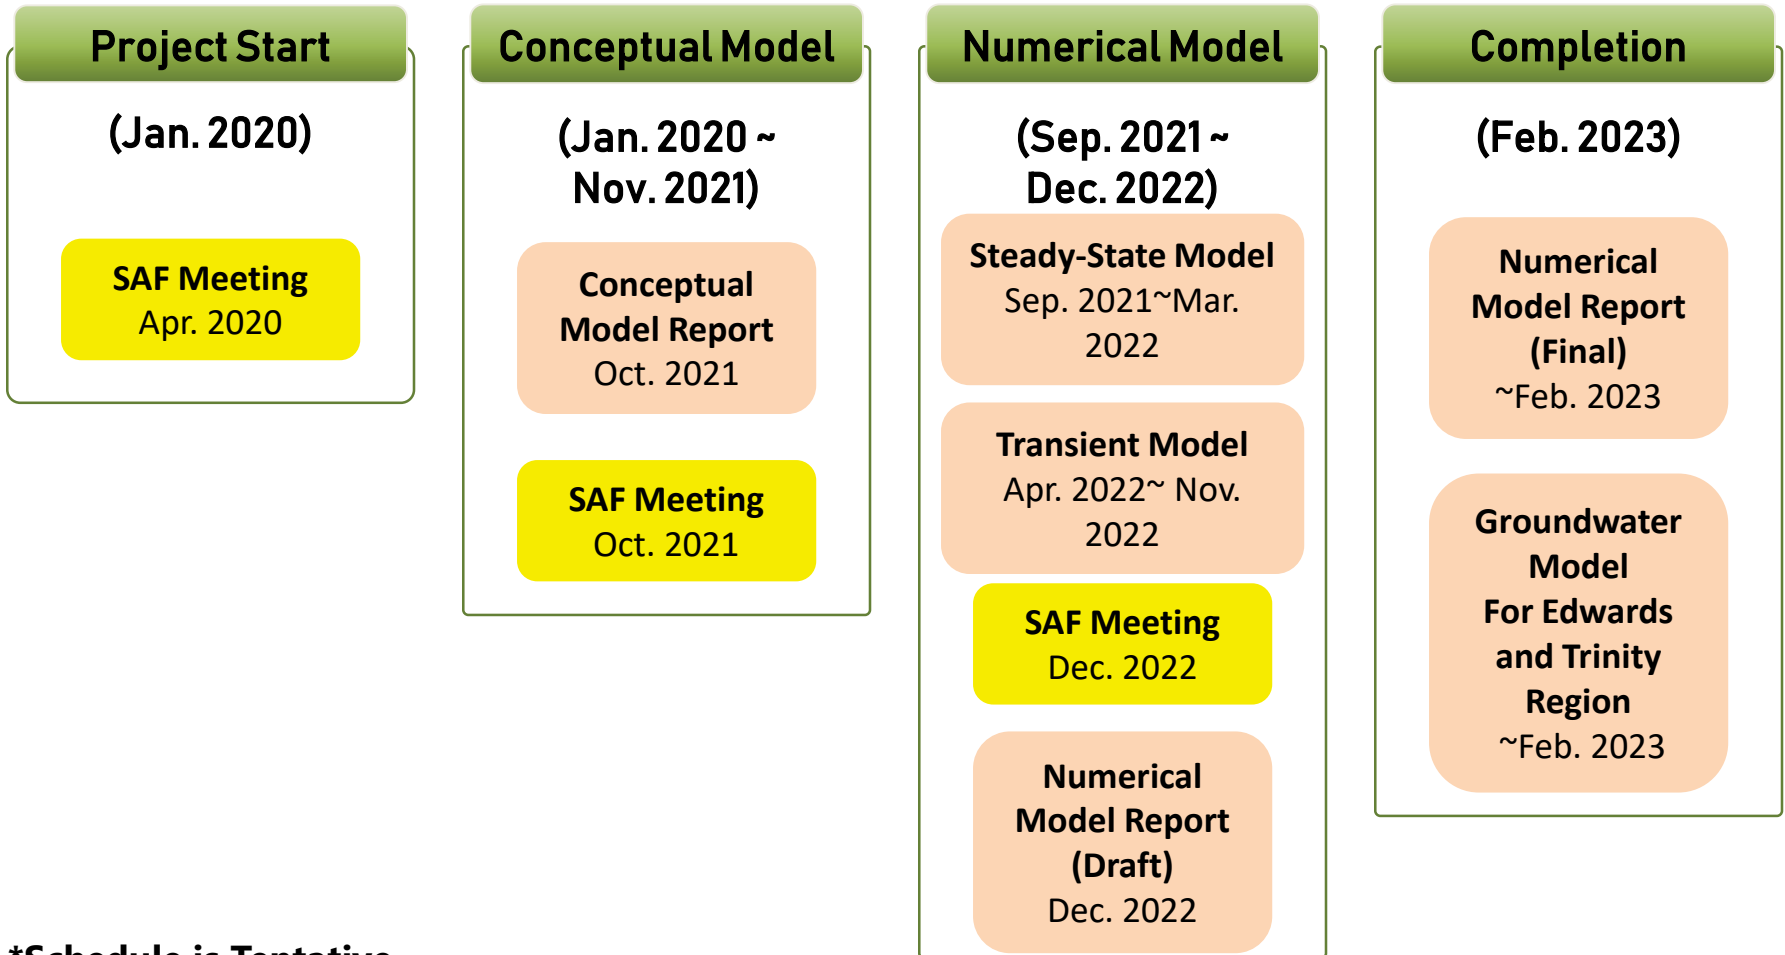 Project Start
(Jan. 2020)
SAF Meeting
Apr. 2020
Conceptual Model
(Jan. 2020 ~
Nov. 2021)
Conceptual
Model Report
Oct. 2021
SAF Meeting
Oct. 2021
Numerical Model
(Sep. 2021 ~
Dec. 2022)
Steady-State Model
Sep. 2021~Mar.
2022
Transient Model
Apr. 2022~ Nov.
2022
SAF Meeting
Dec. 2022
Numerical
Model Report
(Draft)
Dec. 2022
Completion
(Feb. 2023)
Numerical
Model Report
(Final)
~Feb. 2023
Groundwater
Model
For Edwards
and Trinity
Region
~Feb. 2023
*Schedule is Tentative